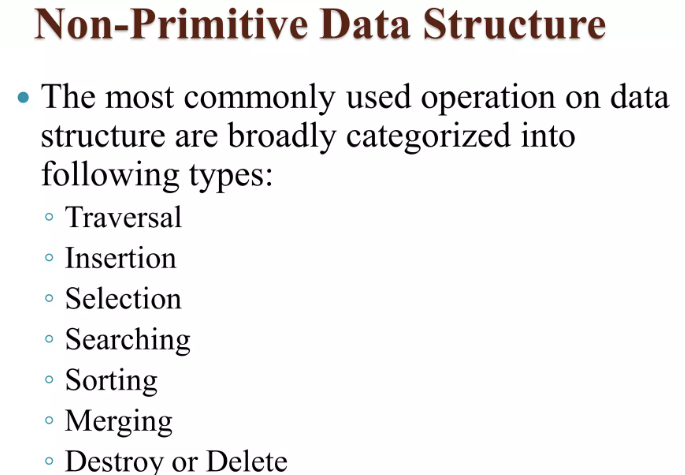 Non-Primitive Data Structure
• The most commonly used operation on data
structure are broadly categorized into
following types:
◦ Traversal
◦ Insertion
◦ Selection
◦ Searching
◦ Sorting
◦ Merging
◦ Destroy or Delete